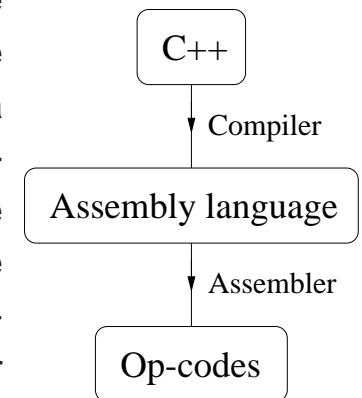 C++
Compiler
Assembly language
Assembler
Op-codes